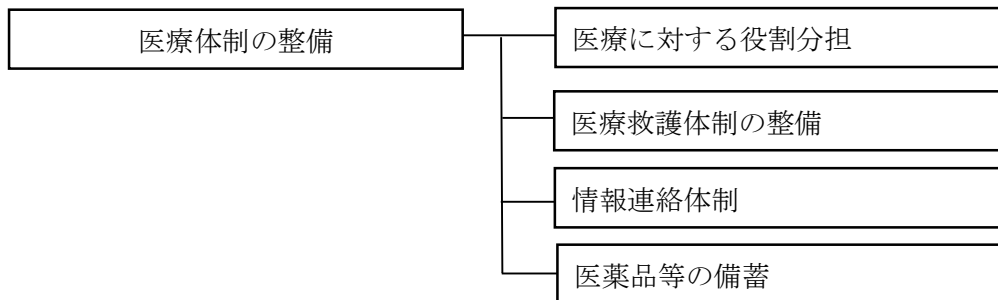 医療体制の整備
医療に対する役割分担
医療救護体制の整備
情報連絡体制
医薬品等の備蓄